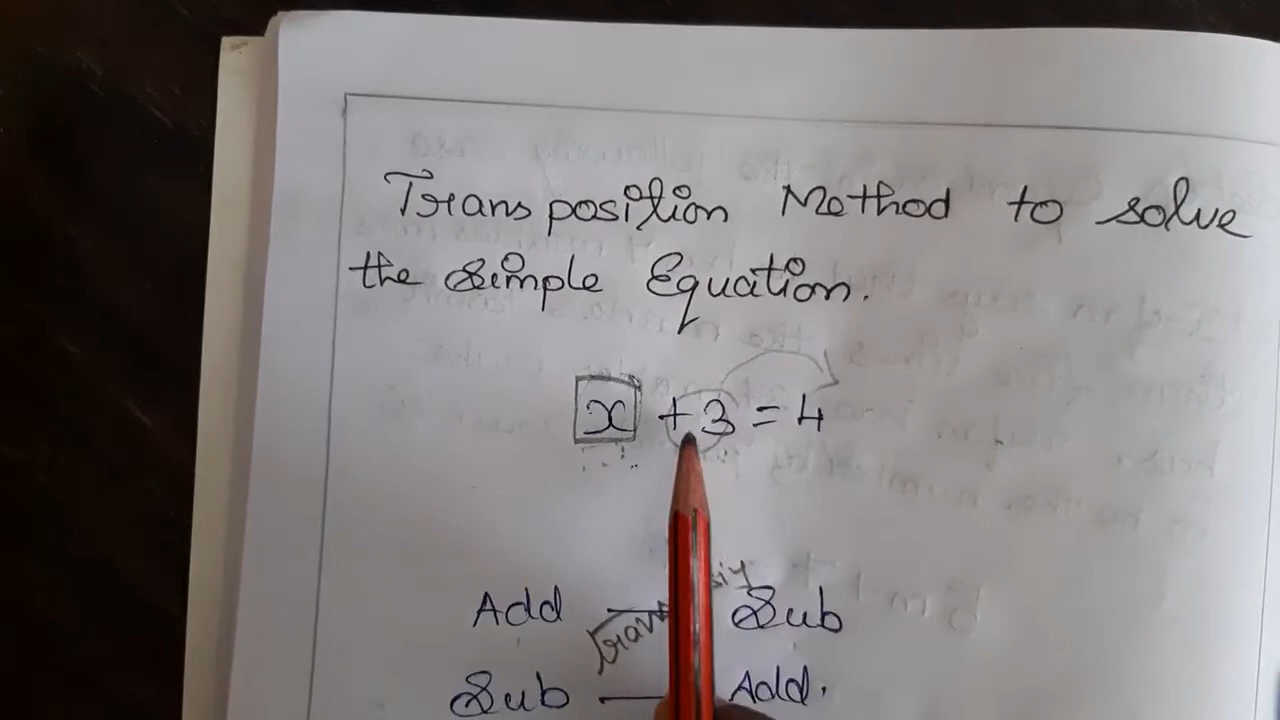 Transposition Method to solve
the Simple Equation.
x + 3 = 4
Add → Sub
Sub — Add.